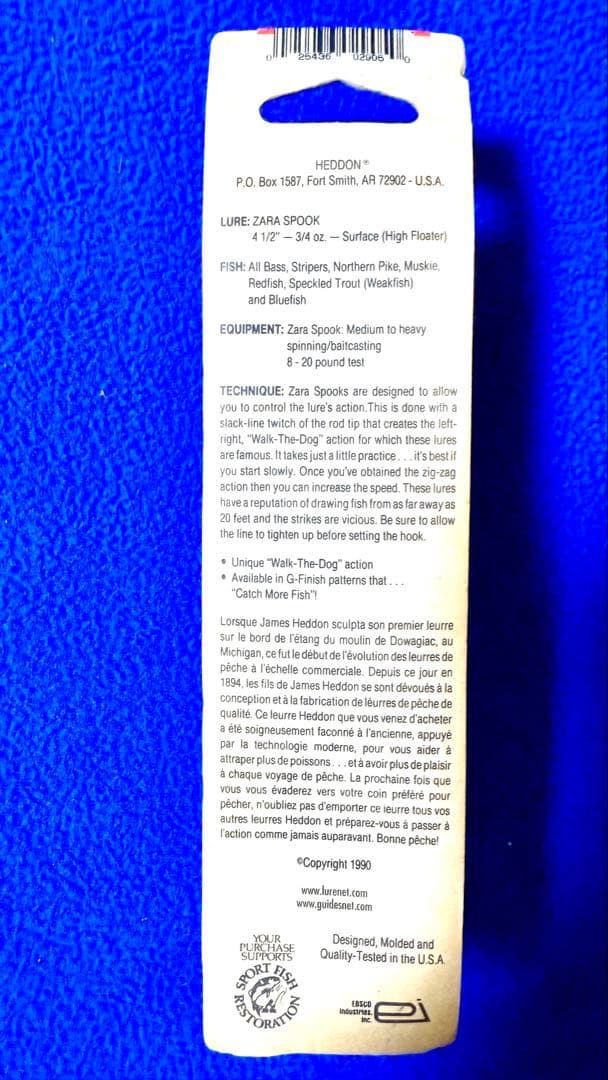 0 25436 02905 0
HEDDON®
P.O. Box 1587, Fort Smith, AR 72902 - U.S.A.
LURE: ZARA SPOOK
4 1/2" — 3/4 oz. — Surface (High Floater)
FISH: All Bass, Stripers, Northern Pike, Muskie,
Redfish, Speckled Trout (Weakfish)
and Bluefish
EQUIPMENT: Zara Spook: Medium to heavy
spinning/baitcasting
8 - 20 pound test
TECHNIQUE: Zara Spooks are designed to allow
you to control the lure's action.This is done with a
slack-line twitch of the rod tip that creates the left-
right, "Walk-The-Dog" action for which these lures
are famous. It takes just a little practice . . . it's best if
you start slowly. Once you've obtained the zig-zag
action then you can increase the speed. These lures
have a reputation of drawing fish from as far away as
20 feet and the strikes are vicious. Be sure to allow
the line to tighten up before setting the hook.
• Unique "Walk-The-Dog" action
• Available in G-Finish patterns that . . .
"Catch More Fish"!
Lorsque James Heddon sculpta son premier leurre
sur le bord de l'étang du moulin de Dowagiac, au
Michigan, ce fut le début de l'évolution des leurres de
pêche à l'échelle commerciale. Depuis ce jour en
1894, les fils de James Heddon se sont dévoués à la
conception et à la fabrication de léurres de pêche de
qualité. Ce leurre Heddon que vous venez d'acheter
a été soigneusement faconné à l'ancienne, appuyé
par la technologie moderne, pour vous aider à
attraper plus de poissons . . . et à avoir plus de plaisir
à chaque voyage de pêche. La prochaine fois que
vous vous évaderez vers votre coin préféré pour
pêcher, n'oubliez pas d'emporter ce leurre tous vos
autres leurres Heddon et préparez-vous à passer à
l'action comme jamais auparavant. Bonne pêche!
©Copyright 1990
www.lurenet.com
www.guidesnet.com
YOUR
PURCHASE
SUPPORTS
SPORT FISH
RESTORATION
Designed, Molded and
Quality-Tested in the U.S.A.
EBSCO
Industries,
Inc.
ei